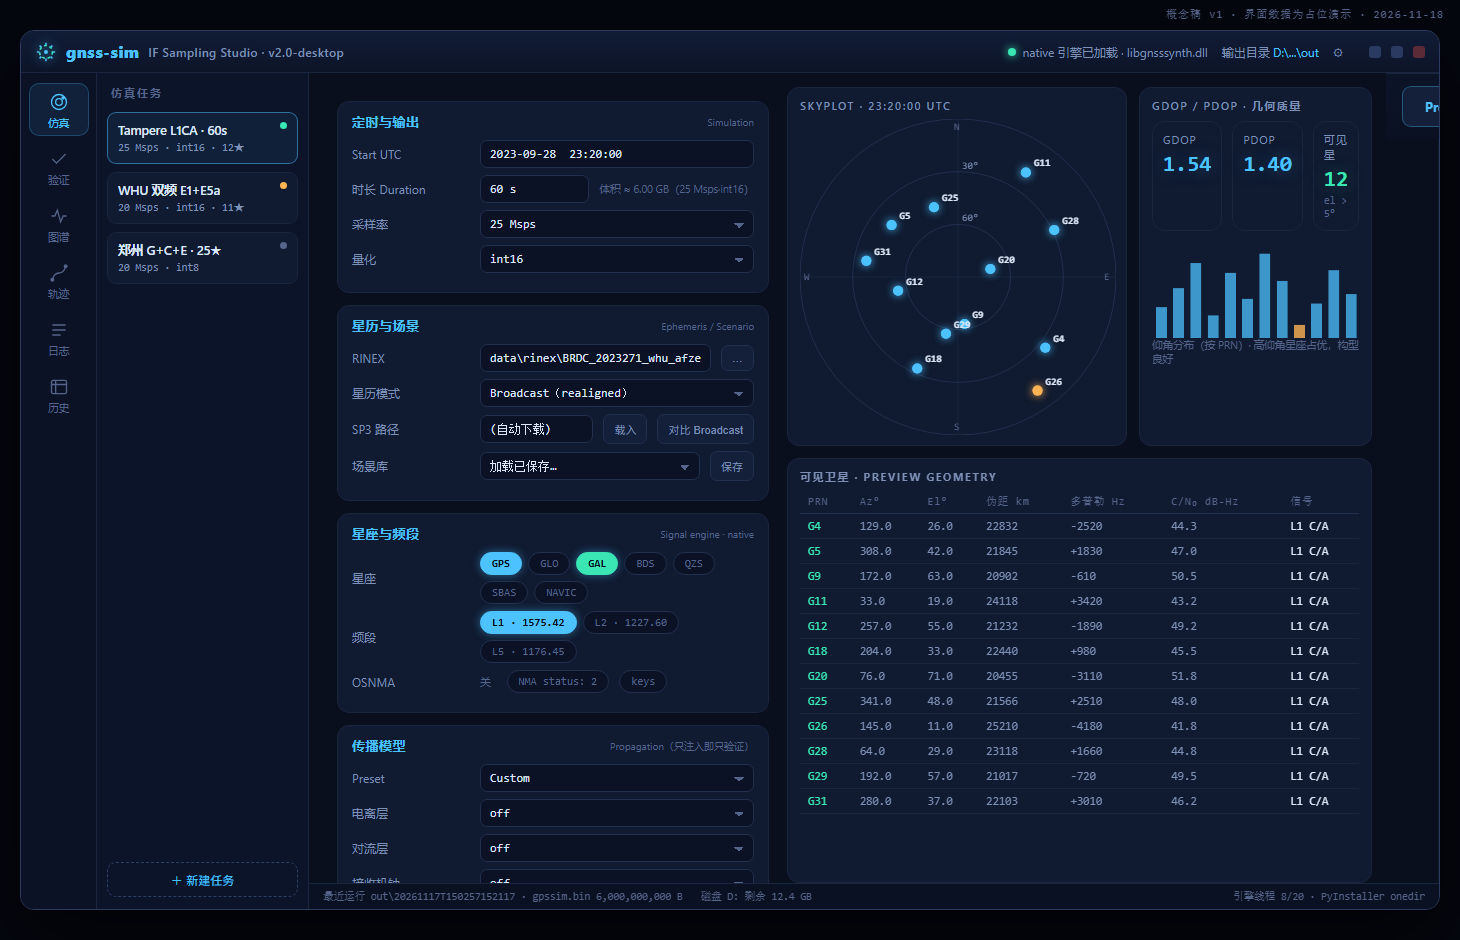 概念稿 v1 · 界面数据为占位演示 · 2026-11-18
gnss-sim IF Sampling Studio · v2.0-desktop
native 引擎已加载 · libgnsssynth.dll 输出目录 D:\...\out
仿真
验证
图谱
轨迹
日志
历史
仿真任务
Tampere L1CA · 60s
25 Msps · int16 · 12★
WHU 双频 E1+E5a
20 Msps · int16 · 11★
郑州 G+C+E · 25★
20 Msps · int8
+ 新建任务
定时与输出 Simulation
Start UTC 2023-09-28 23:20:00
时长 Duration 60 s 体积 ≈ 6.00 GB (25 Msps·int16)
采样率 25 Msps
量化 int16
星历与场景 Ephemeris / Scenario
RINEX data\rinex\BRDC_2023271_whu_afze ...
星历模式 Broadcast (realigned)
SP3 路径 (自动下载) 载入 对比 Broadcast
场景库 加载已保存… 保存
星座与频段 Signal engine · native
星座 GPS GLO GAL BDS QZS
SBAS NAVIC
频段 L1 · 1575.42 L2 · 1227.60
L5 · 1176.45
OSNMA 关 NMA status: 2 keys
传播模型 Propagation (只注入即只验证)
Preset Custom
电离层 off
对流层 off
接收机钟 off
SKYPLOT · 23:20:00 UTC
N
G11
30°
G25
G5
60°
G28
G31
G20
W
E
G12
G9
G29
G4
G18
G26
S
GDOP / PDOP · 几何质量
GDOP
1.54
PDOP
1.40
可见
星
12
el >
5°
仰角分布 (按 PRN) · 高仰角星座占优，构型
良好
Pr
可见卫星 · PREVIEW GEOMETRY
PRN Az° El° 伪距 km 多普勒 Hz C/N₀ dB-Hz 信号
G4 129.0 26.0 22832 -2520 44.3 L1 C/A
G5 308.0 42.0 21845 +1830 47.0 L1 C/A
G9 172.0 63.0 20902 -610 50.5 L1 C/A
G11 33.0 19.0 24118 +3420 43.2 L1 C/A
G12 257.0 55.0 21232 -1890 49.2 L1 C/A
G18 204.0 33.0 22440 +980 45.5 L1 C/A
G20 76.0 71.0 20455 -3110 51.8 L1 C/A
G25 341.0 48.0 21566 +2510 48.0 L1 C/A
G26 145.0 11.0 25210 -4180 41.8 L1 C/A
G28 64.0 29.0 23118 +1660 44.8 L1 C/A
G29 192.0 57.0 21017 -720 49.5 L1 C/A
G31 280.0 37.0 22103 +3010 46.2 L1 C/A
最近运行 out\20261117T150257152117 · gpssim.bin 6,000,000,000 B 磁盘 D: 剩余 12.4 GB
引擎线程 8/20 · PyInstaller onedir